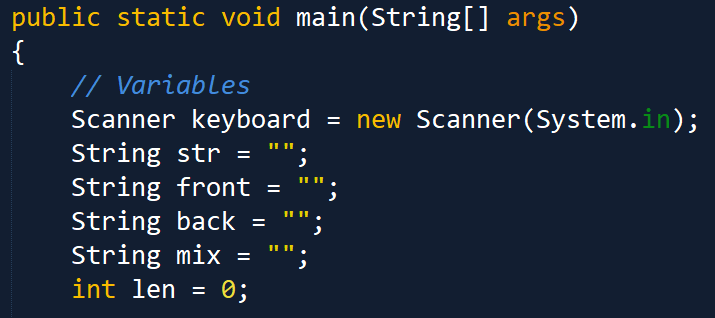 public static void main(String[] args)
{
    // Variables
    Scanner keyboard = new Scanner(System.in);
    String str = "";
    String front = "";
    String back = "";
    String mix = "";
    int len = 0;